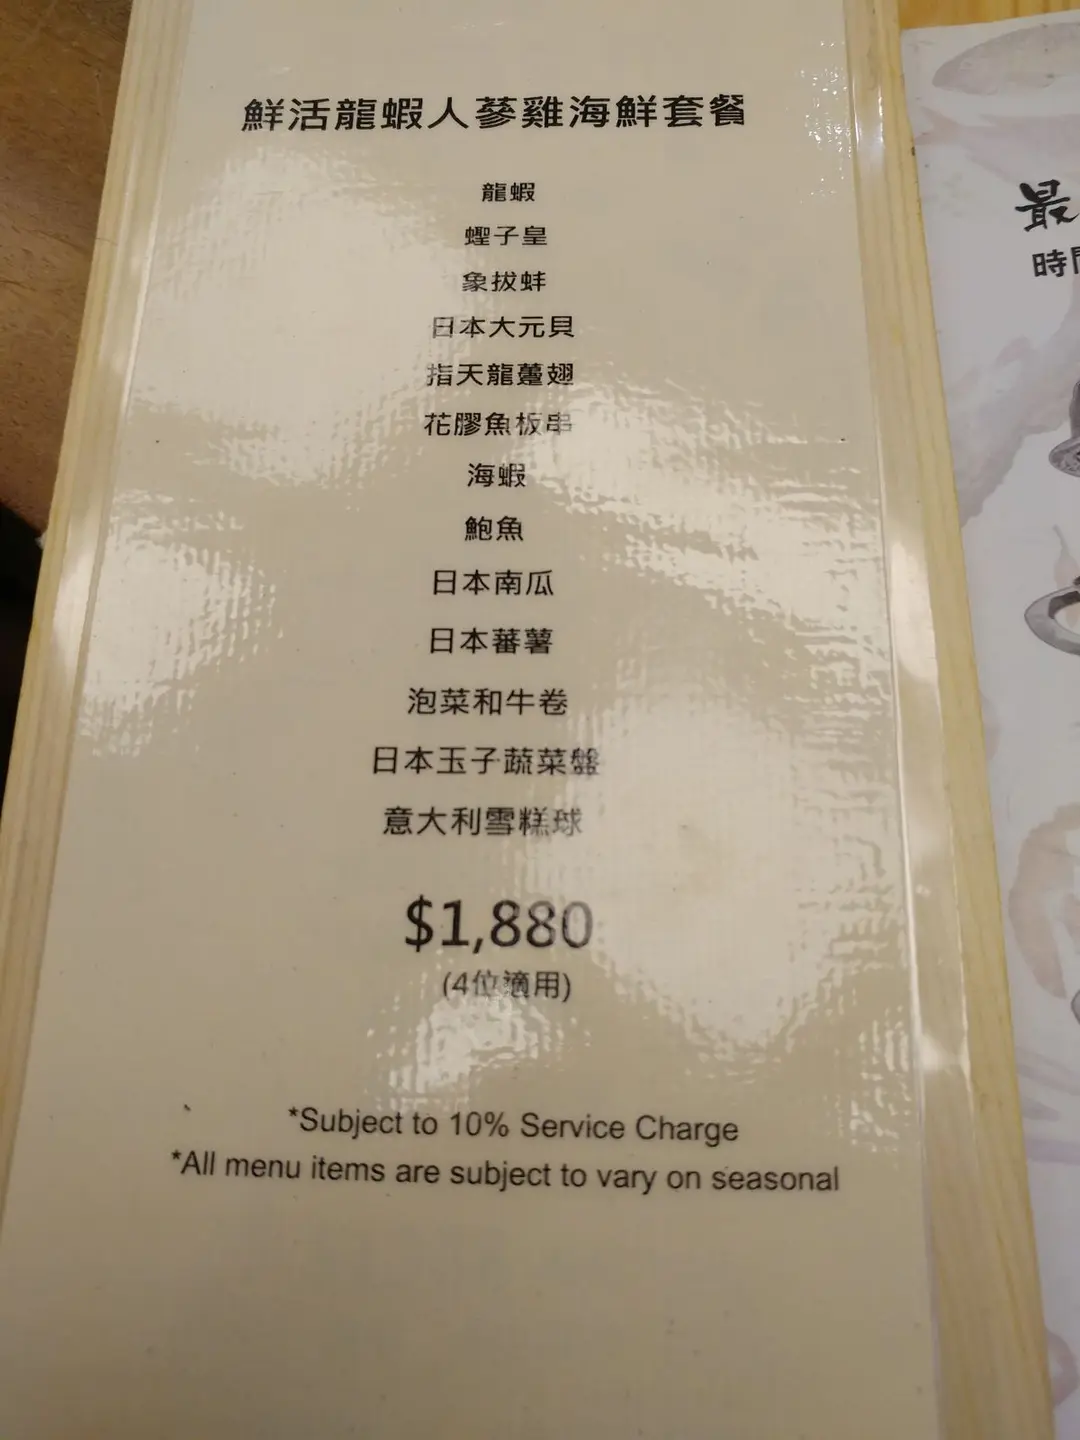 鮮活龍蝦人蔘雞海鮮套餐
龍蝦
蟶子皇
象拔蚌
日本大元貝
指天龍躉翅
花膠魚板串
海蝦
鮑魚
日本南瓜
日本蕃薯
泡菜和牛卷
日本玉子蔬菜盤
意大利雪糕球
$1,880
(4位適用)
*Subject to 10% Service Charge
*All menu items are subject to vary on seasonal
最
時間